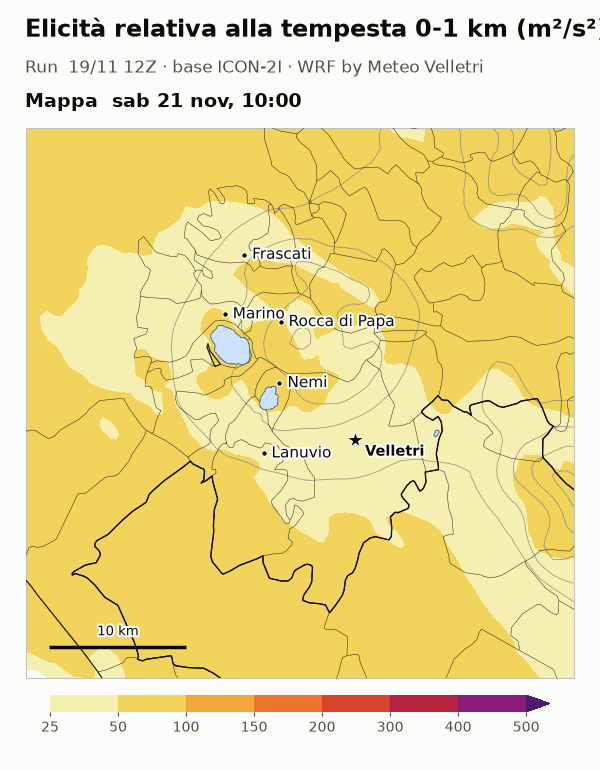 Elicità relativa alla tempesta 0-1 km (m²/s²)
Run  19/11 12Z · base ICON-2I · WRF by Meteo Velletri
Mappa  sab 21 nov, 10:00
Frascati
Marino
Rocca di Papa
Nemi
Lanuvio
Velletri
10 km
25 50 100 150 200 300 400 500